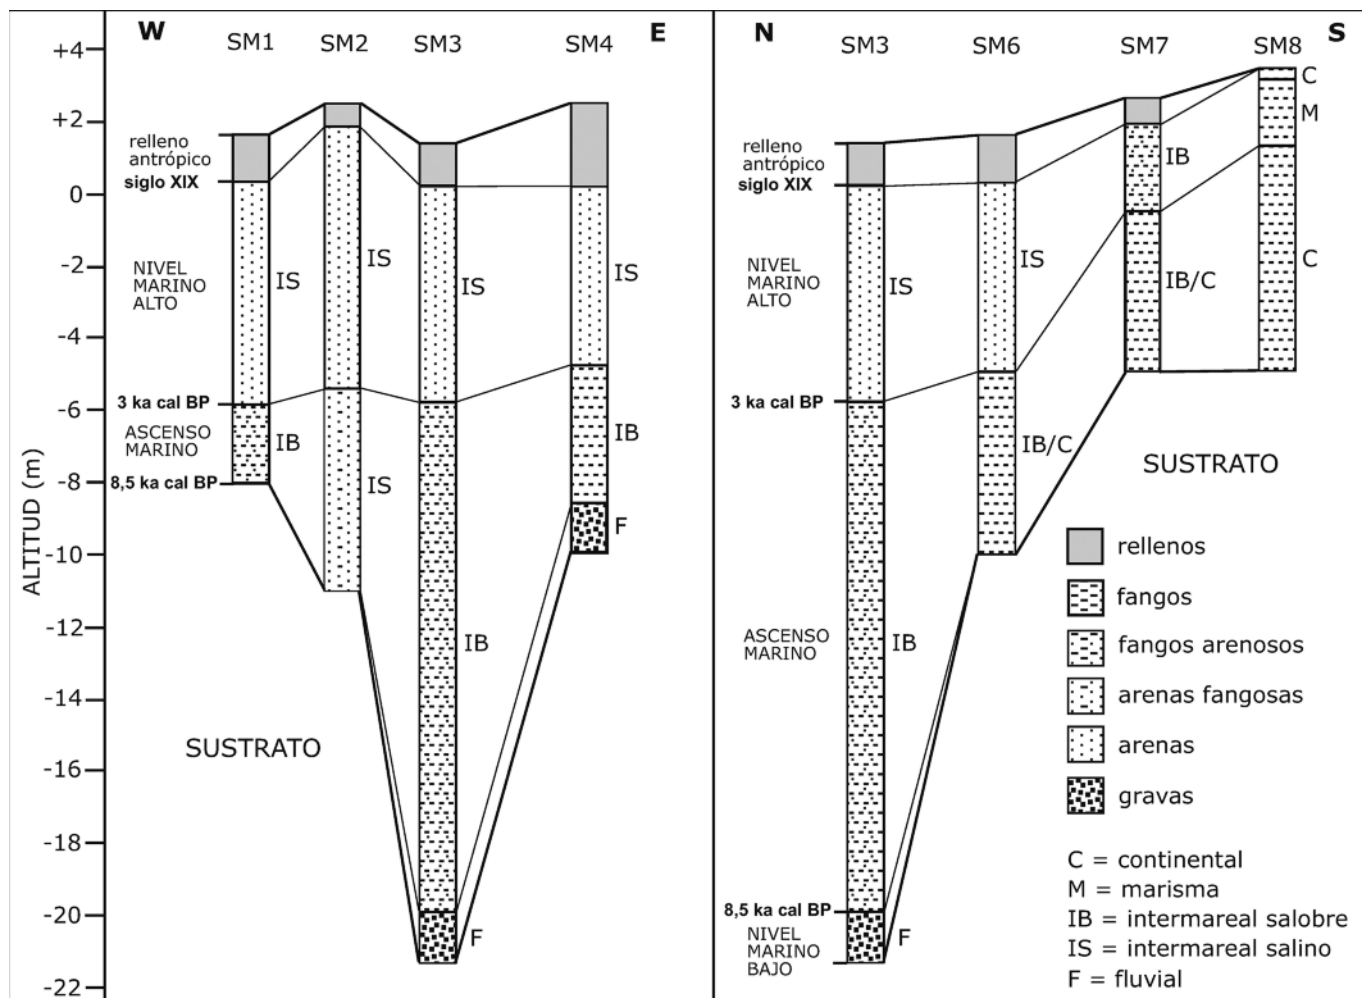 W
SM1
SM2
SM3
SM4
E
+4
+2
0
-2
-4
-6
-8
-10
-12
-14
-16
-18
-20
-22
ALTITUD (m)
relleno
antrópico
siglo XIX
NIVEL
MARINO
ALTO
3 ka cal BP
ASCENSO
MARINO
8,5 ka cal BP
IS
IB
IS
IS
IS
IB
F
IS
IB
F
SUSTRATO
N
SM3
SM6
SM7
SM8
S
relleno
antrópico
siglo XIX
NIVEL
MARINO
ALTO
3 ka cal BP
ASCENSO
MARINO
8,5 ka cal BP
NIVEL
MARINO
BAJO
IS
IB
F
IS
IB/C
IB
IB/C
C
M
C
SUSTRATO
rellenos
fangos
fangos arenosos
arenas fangosas
arenas
gravas
C = continental
M = marisma
IB = intermareal salobre
IS = intermareal salino
F = fluvial